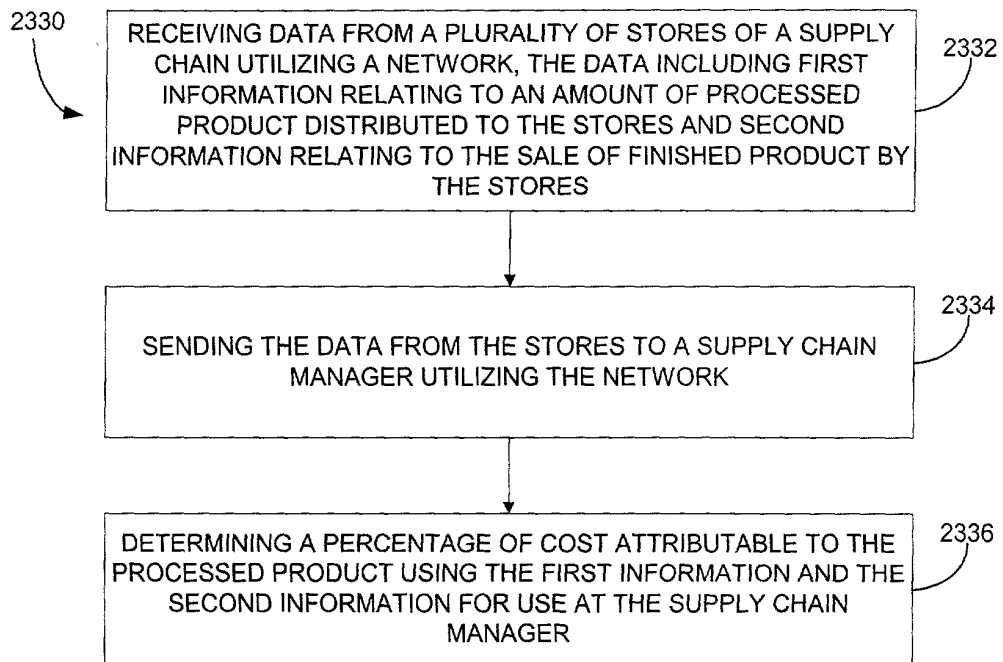 2330
RECEIVING DATA FROM A PLURALITY OF STORES OF A SUPPLY
CHAIN UTILIZING A NETWORK, THE DATA INCLUDING FIRST
INFORMATION RELATING TO AN AMOUNT OF PROCESSED
PRODUCT DISTRIBUTED TO THE STORES AND SECOND
INFORMATION RELATING TO THE SALE OF FINISHED PRODUCT BY
THE STORES
2332
SENDING THE DATA FROM THE STORES TO A SUPPLY CHAIN
MANAGER UTILIZING THE NETWORK
2334
DETERMINING A PERCENTAGE OF COST ATTRIBUTABLE TO THE
PROCESSED PRODUCT USING THE FIRST INFORMATION AND THE
SECOND INFORMATION FOR USE AT THE SUPPLY CHAIN
MANAGER
2336